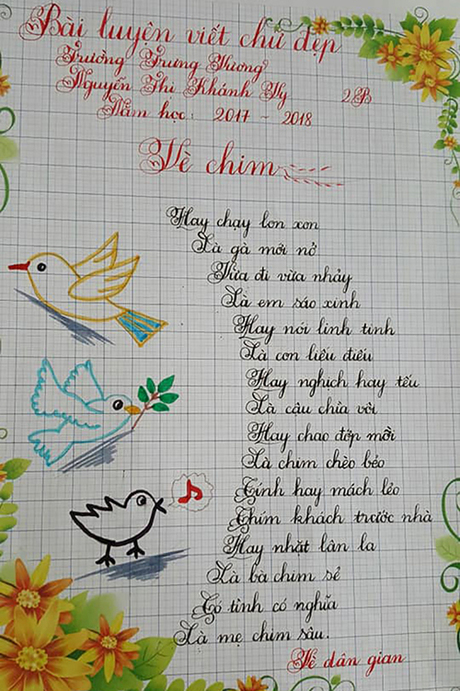 Bài luyện viết chữ đẹp
Trường Trưng Vương
Nguyễn Thị Khánh Vy 2B
Năm học: 2017 - 2018
Vè chim
Hay chạy lon xon
Là gà mới nở
Vừa đi vừa nhảy
Là em sáo xinh
Hay nói linh tinh
Là con liếu điếu
Hay nghịch hay tếu
Là cậu chìa vôi
Hay chao đớp mồi
Là chim chèo bẻo
Tính hay mách lẻo
Chím khách trước nhà
Hay nhặt lân la
Là bà chim sẻ
Có tình có nghĩa
Là mẹ chim sâu.
Vè dân gian